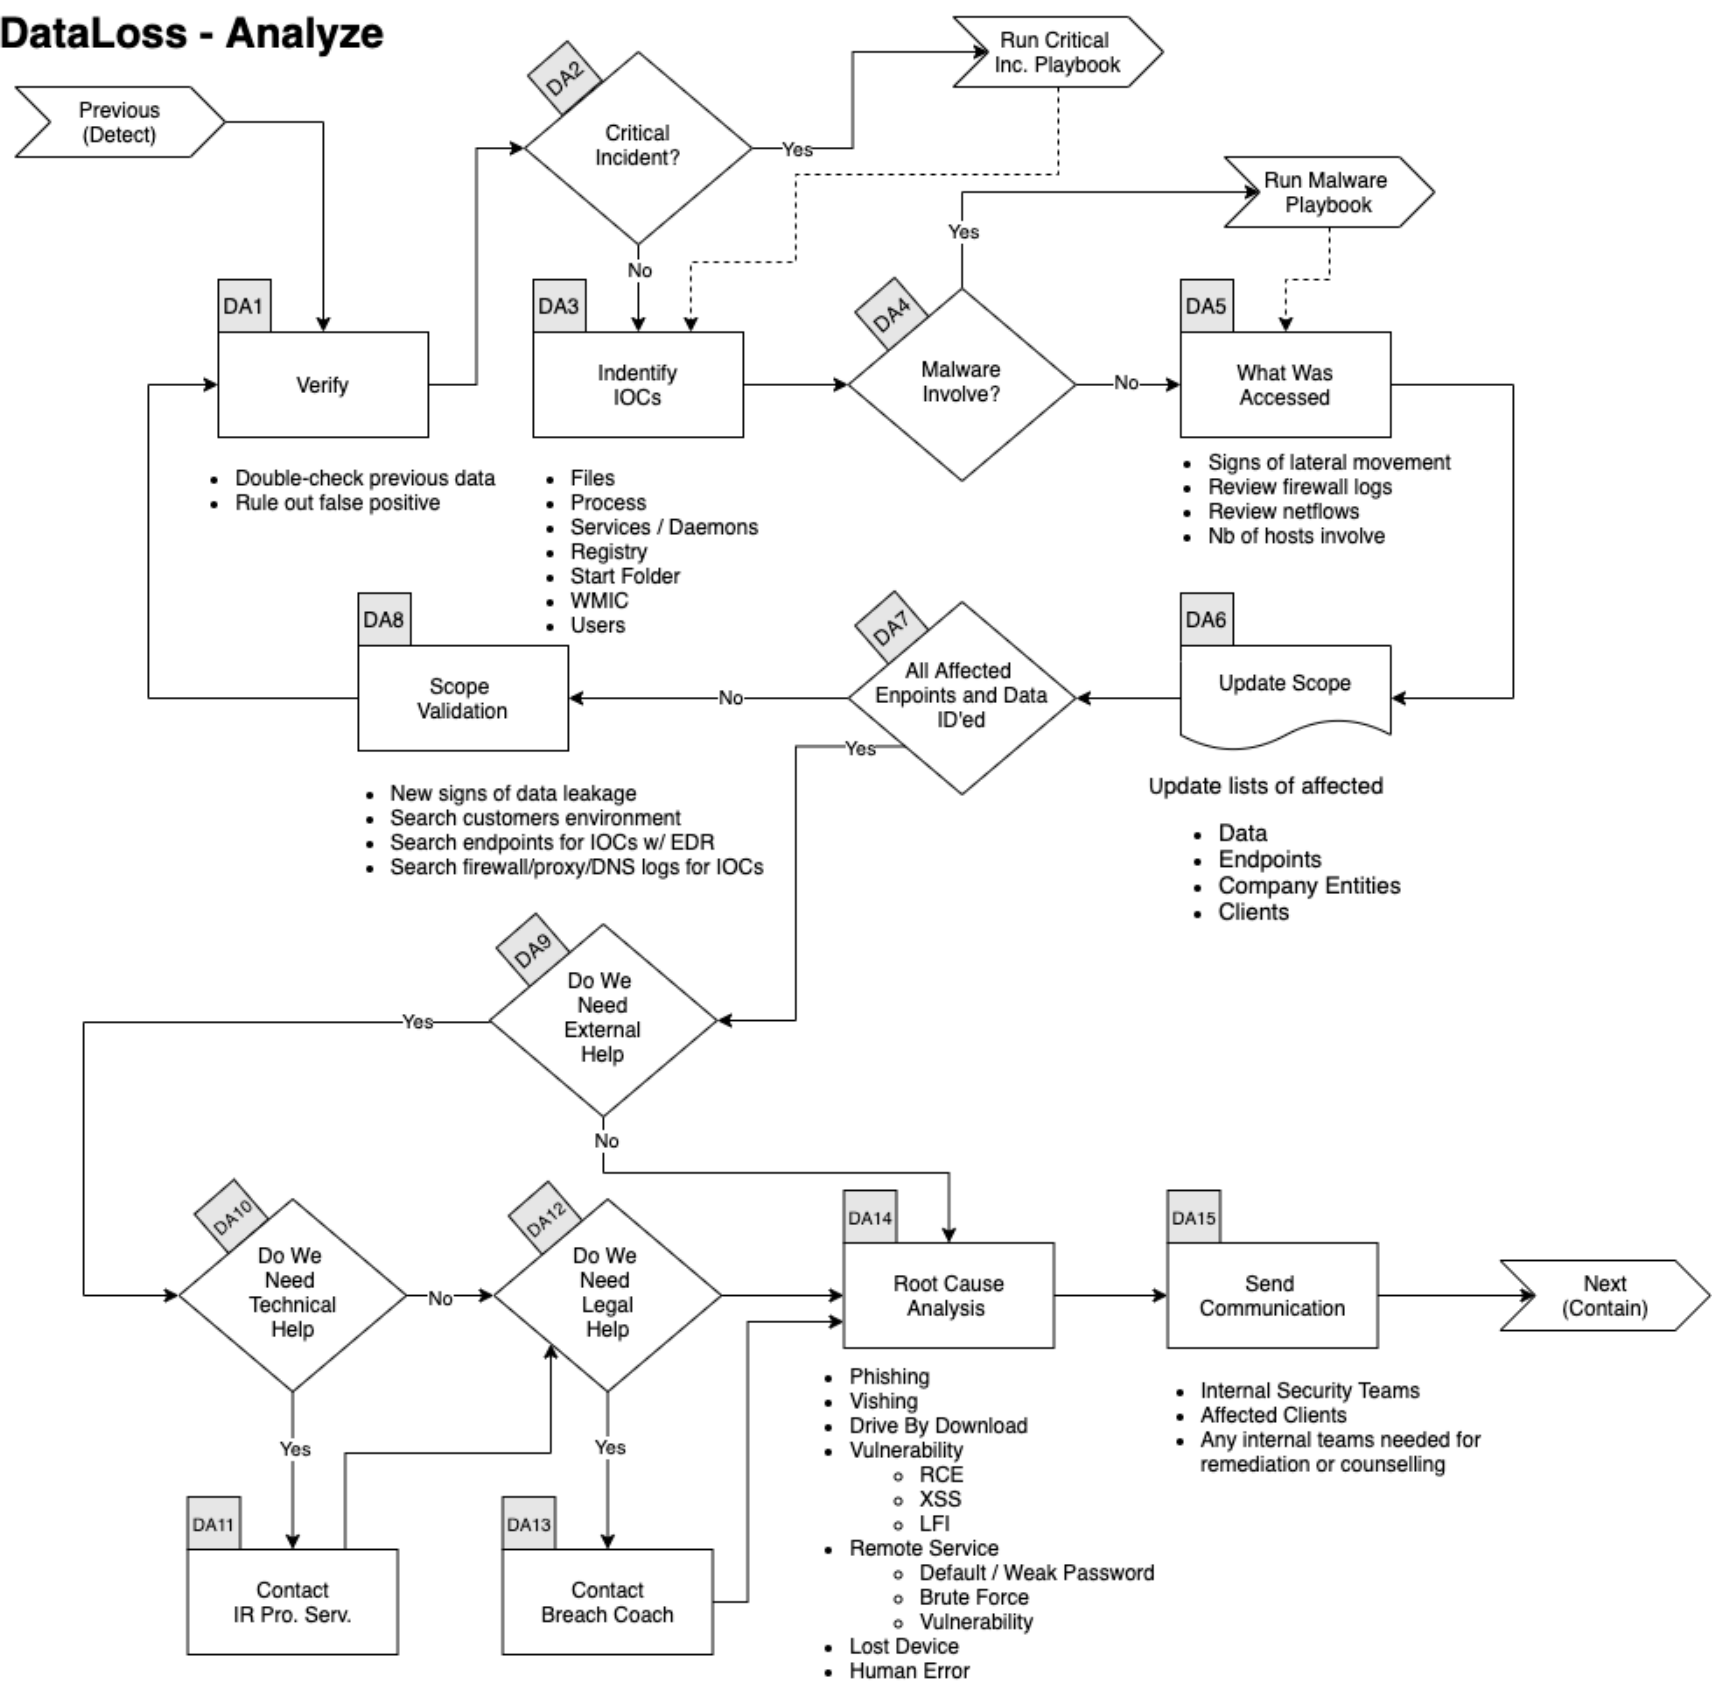 DataLoss - Analyze
Previous
(Detect)
DA2
Critical
Incident?
Yes
No
Run Critical
Inc. Playbook
Run Malware
Playbook
DA1
Verify
• Double-check previous data
• Rule out false positive
DA3
Indentify
IOCs
• Files
• Process
• Services / Daemons
• Registry
• Start Folder
• WMIC
• Users
DA4
Malware
Involve?
Yes
No
DA5
What Was
Accessed
• Signs of lateral movement
• Review firewall logs
• Review netflows
• Nb of hosts involve
DA6
Update Scope
Update lists of affected
• Data
• Endpoints
• Company Entities
• Clients
DA7
All Affected
Enpoints and Data
ID'ed
No
Yes
DA8
Scope
Validation
• New signs of data leakage
• Search customers environment
• Search endpoints for IOCs w/ EDR
• Search firewall/proxy/DNS logs for IOCs
DA9
Do We
Need
External
Help
Yes
No
DA10
Do We
Need
Technical
Help
No
Yes
DA11
Contact
IR Pro. Serv.
DA12
Do We
Need
Legal
Help
Yes
DA13
Contact
Breach Coach
DA14
Root Cause
Analysis
• Phishing
• Vishing
• Drive By Download
• Vulnerability
○ RCE
○ XSS
○ LFI
• Remote Service
○ Default / Weak Password
○ Brute Force
○ Vulnerability
• Lost Device
• Human Error
DA15
Send
Communication
• Internal Security Teams
• Affected Clients
• Any internal teams needed for
remediation or counselling
Next
(Contain)